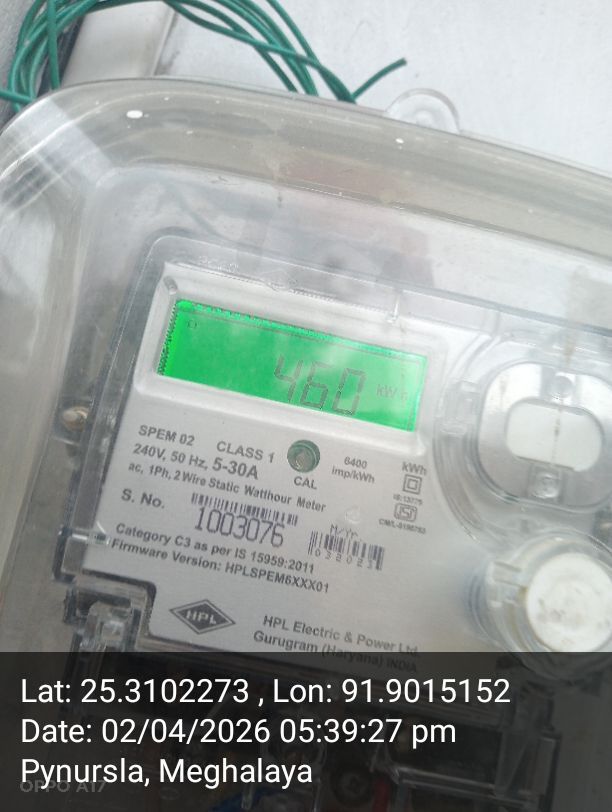 460 kWh
SPEM 02 CLASS 1
240V, 50 Hz, 5-30A
ac, 1Ph, 2 Wire Static Watthour Meter
CAL
6400
imp/kWh
kWh
IS:13779
S. No. 1003076
M/Yr.
Category C3 as per IS 15959:2011
Firmware Version: HPLSPEM6XXX01
HPL
HPL Electric & Power Ltd.
Gurugram (Haryana) INDIA
Lat: 25.3102273 , Lon: 91.9015152
Date: 02/04/2026 05:39:27 pm
Pynursla, Meghalaya
OPPO A17